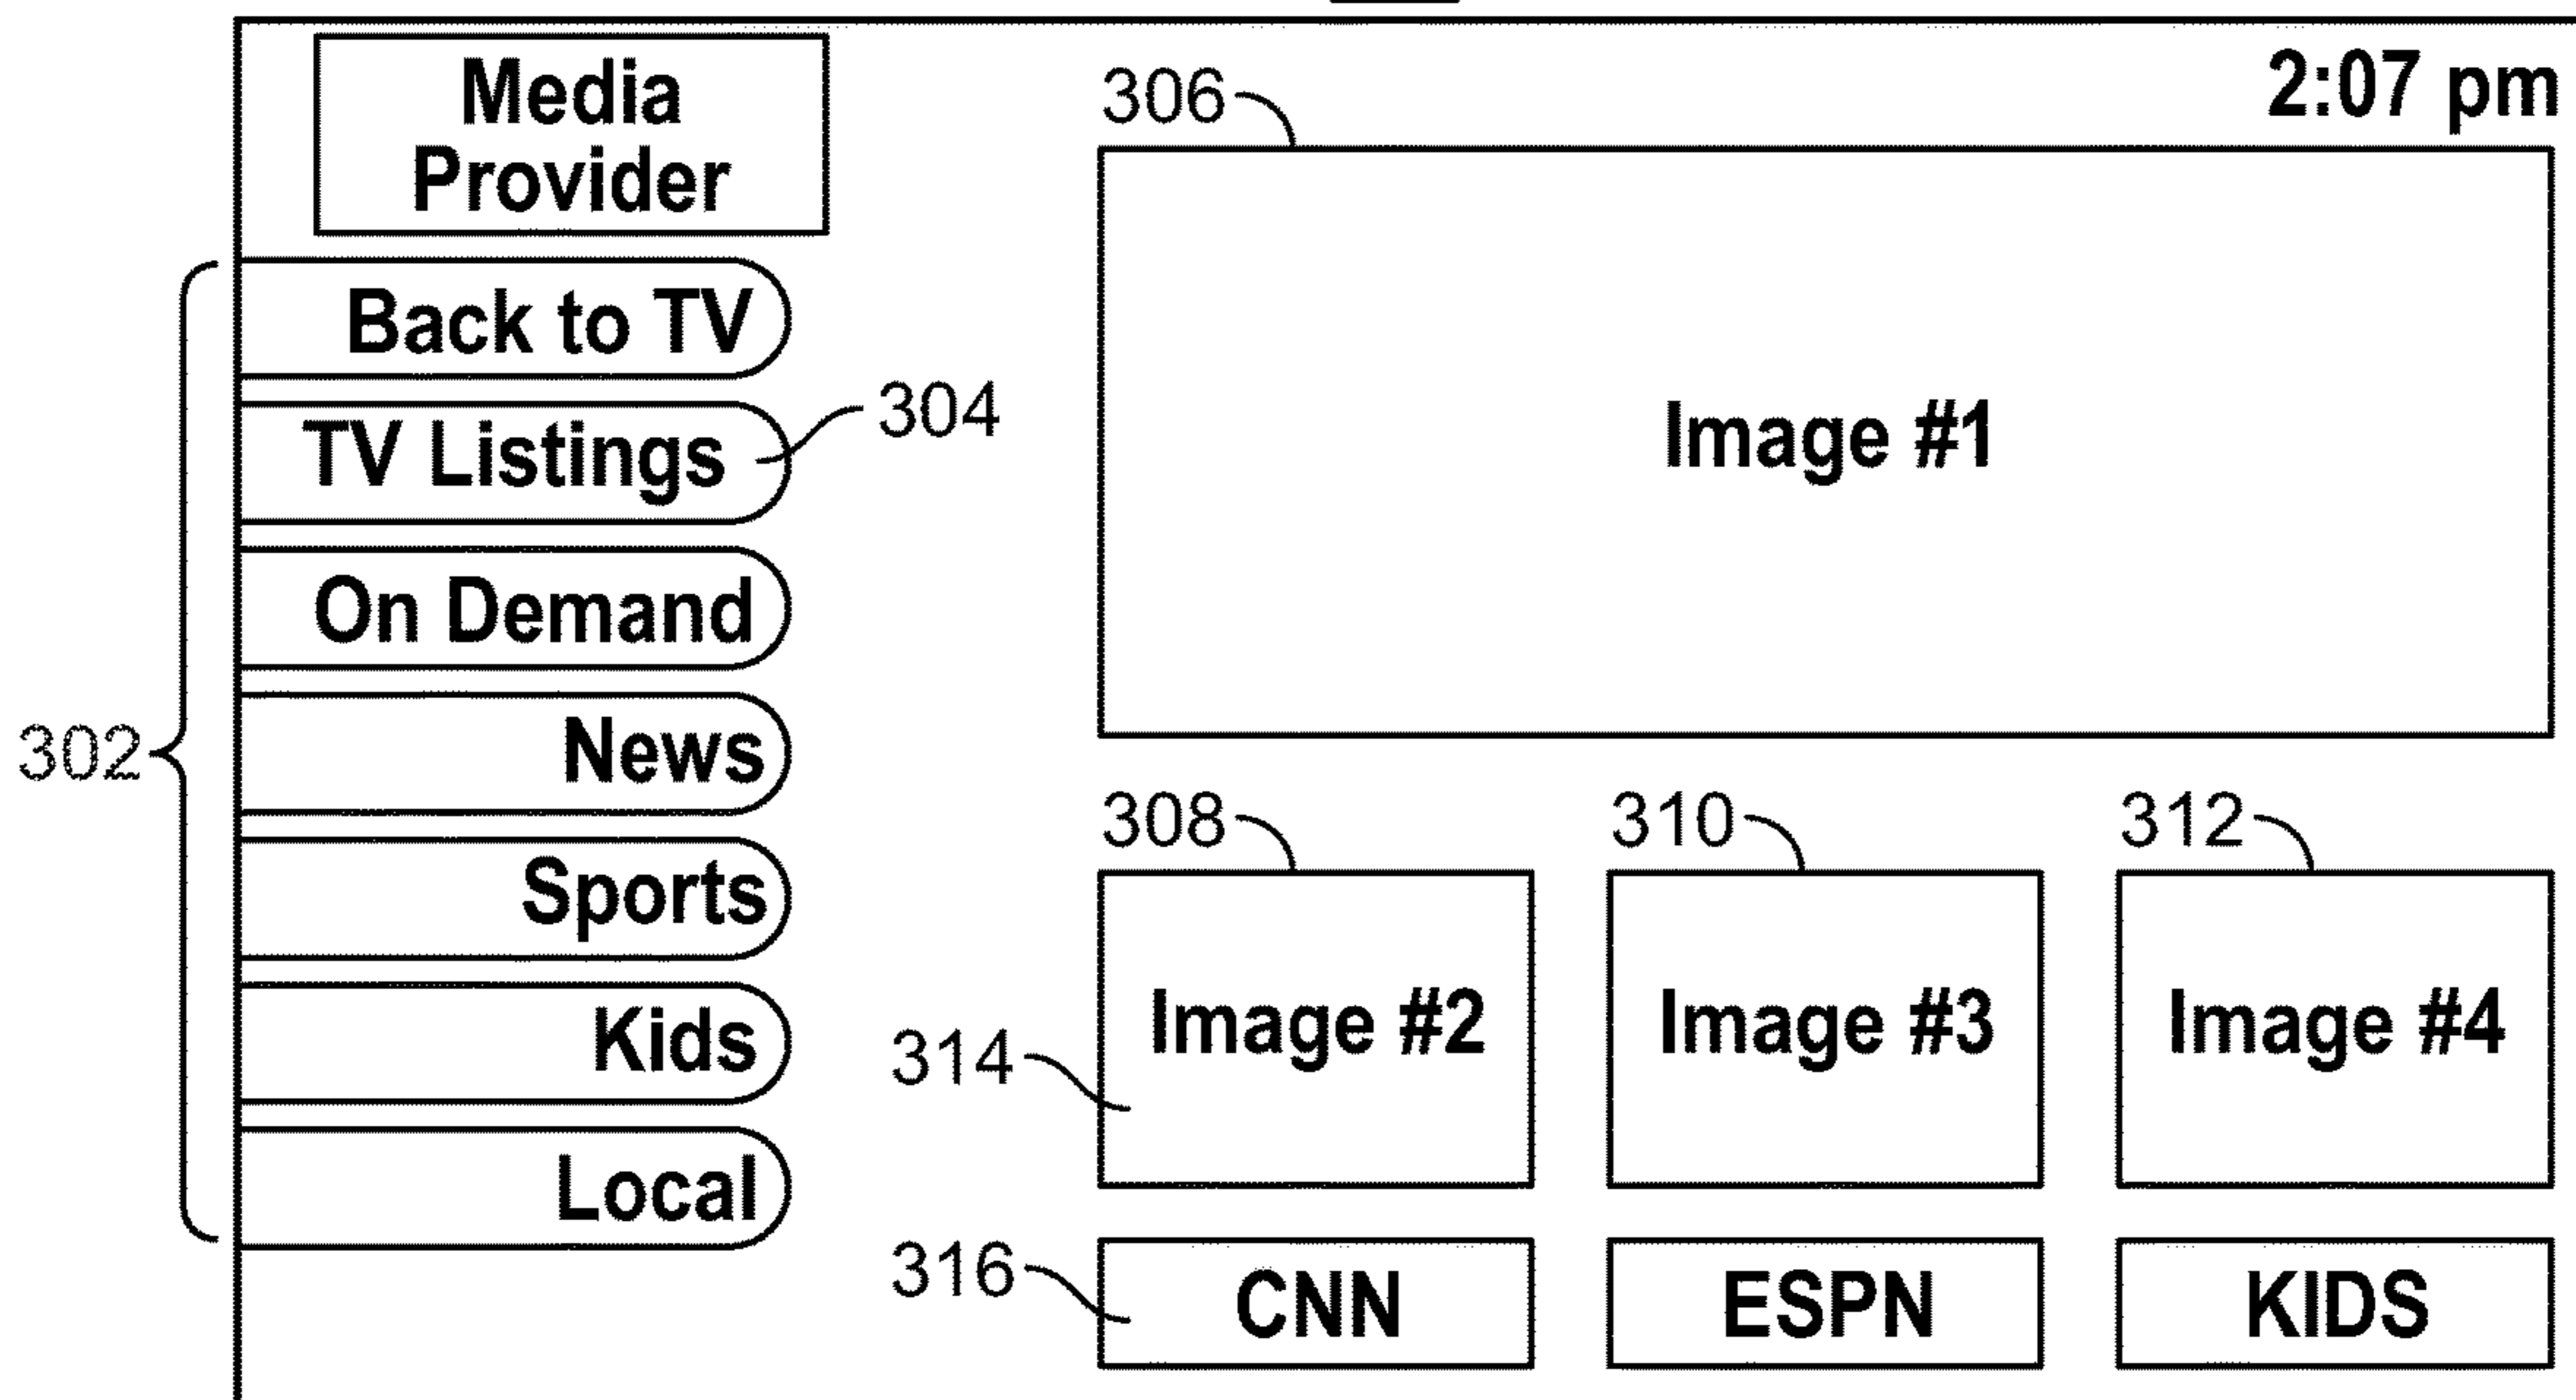 Media
Provider
2:07 pm
306
Image #1
302
Back to TV
TV Listings
304
On Demand
News
Sports
Kids
Local
308
310
312
Image #2
Image #3
Image #4
314
316
CNN
ESPN
KIDS